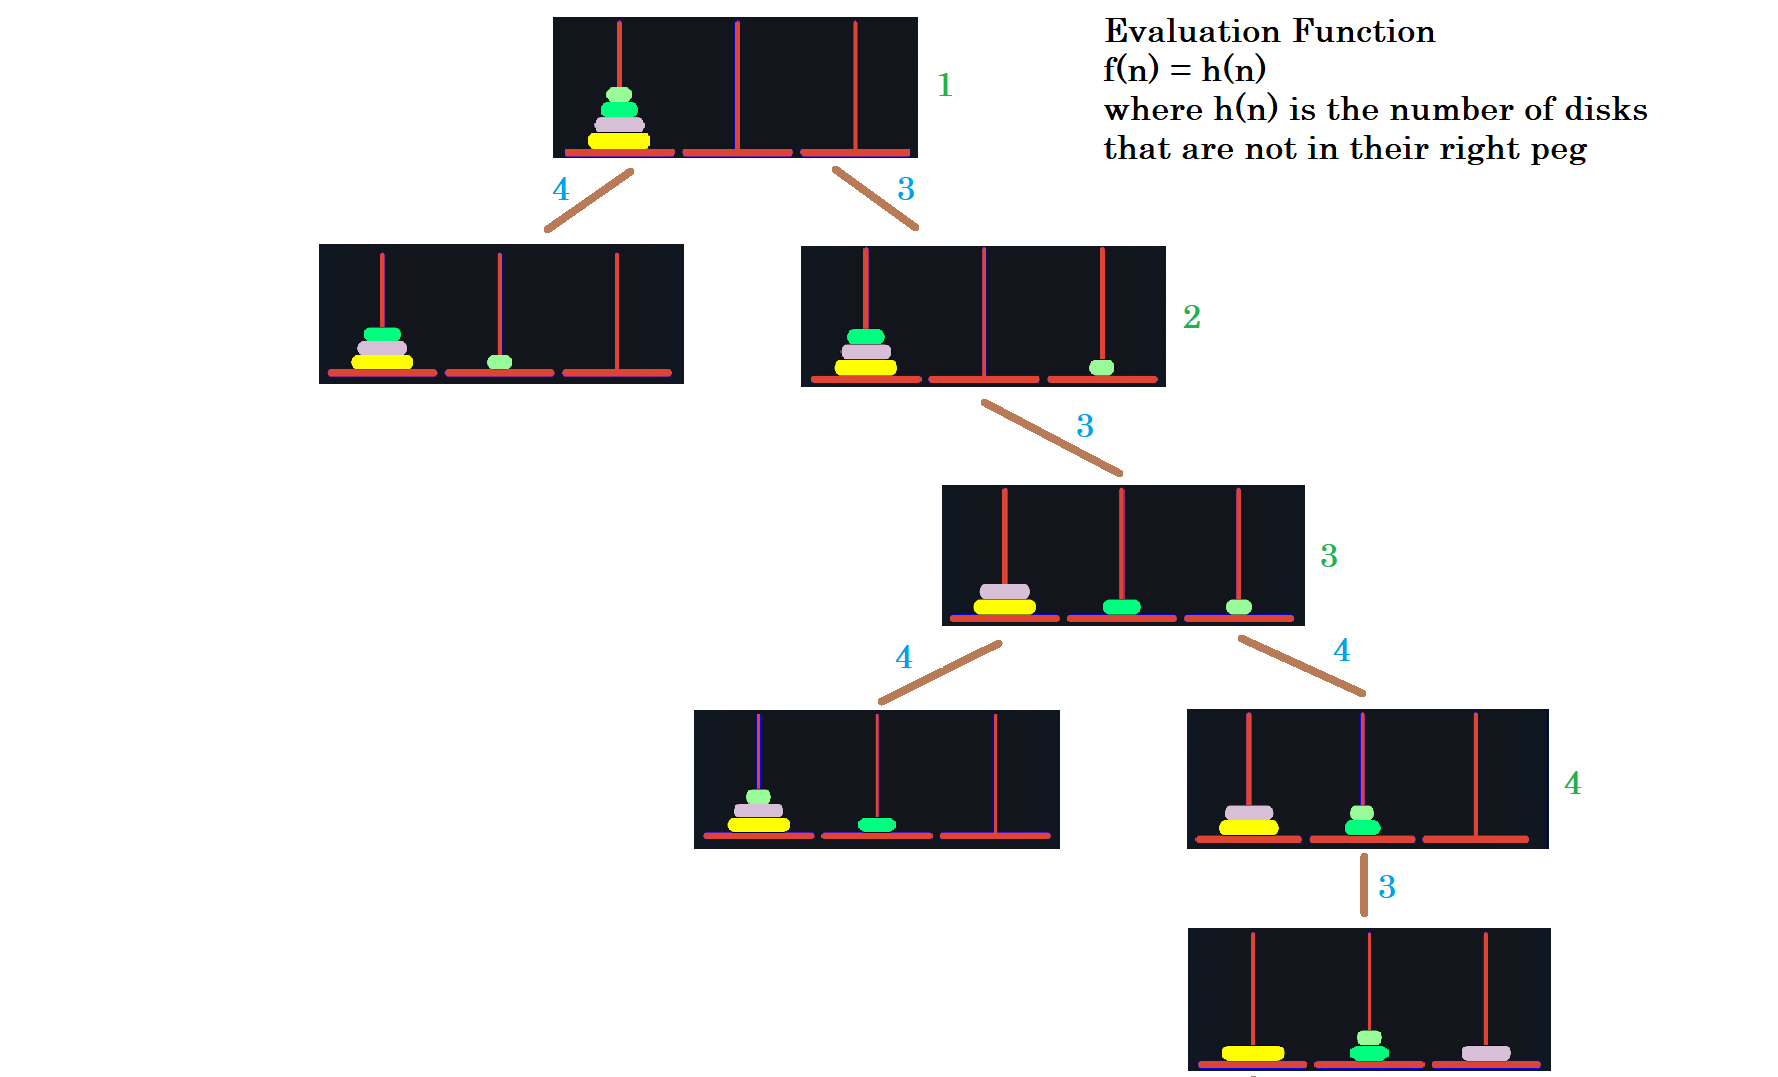 Evaluation Function
f(n) = h(n)
where h(n) is the number of disks
that are not in their right peg
1
4
3
2
3
3
4
4
4
3